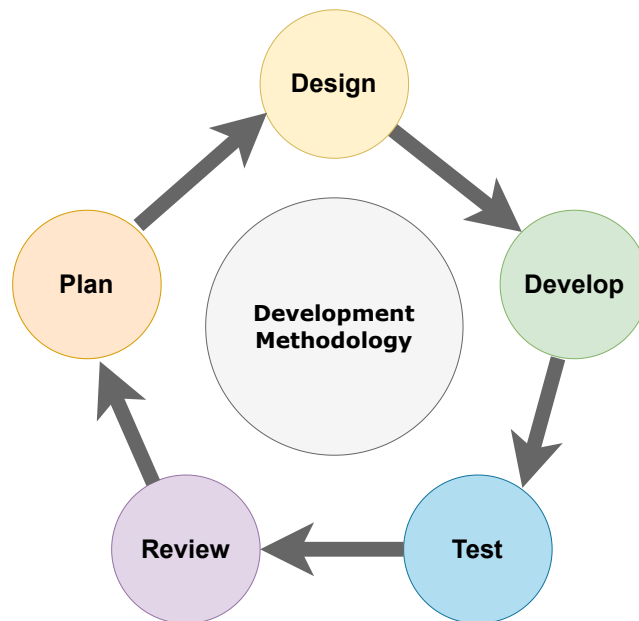 Design
Plan
Develop
Development
Methodology
Review
Test